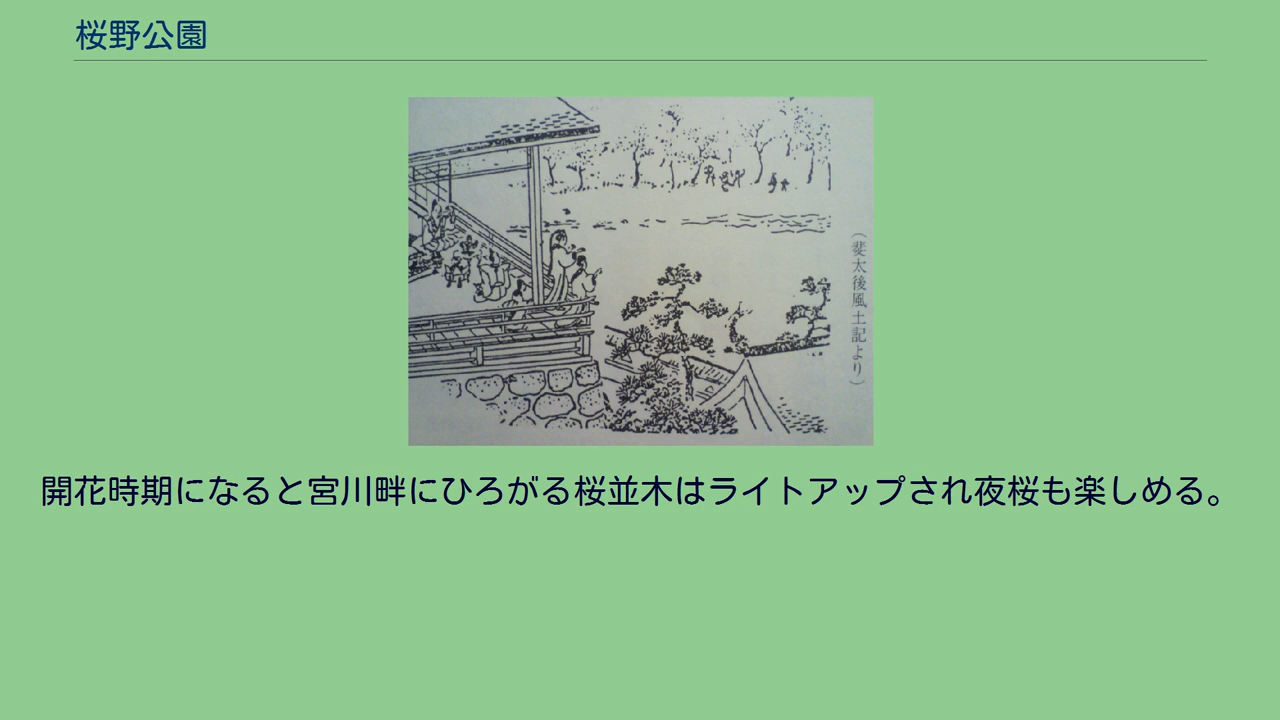 桜野公園
（斐太後風土記より）
開花時期になると宮川畔にひろがる桜並木はライトアップされ夜桜も楽しめる。